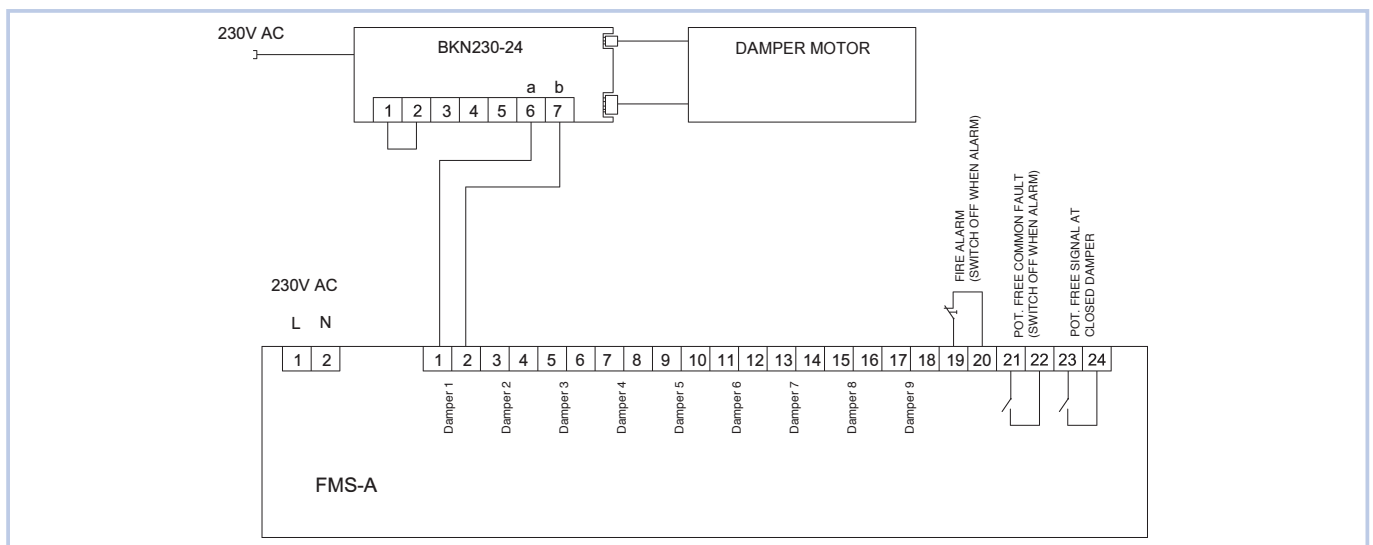 230V AC
BKN230-24
DAMPER MOTOR
a b
1 2 3 4 5 6 7
FIRE ALARM
(SWITCH OFF WHEN ALARM)
POT. FREE COMMON FAULT
(SWITCH OFF WHEN ALARM)
POT. FREE SIGNAL AT
CLOSED DAMPER
230V AC
L N
1 2
1 2 3 4 5 6 7 8 9 10 11 12 13 14 15 16 17 18 19 20 21 22 23 24
Damper 1
Damper 2
Damper 3
Damper 4
Damper 5
Damper 6
Damper 7
Damper 8
Damper 9
FMS-A